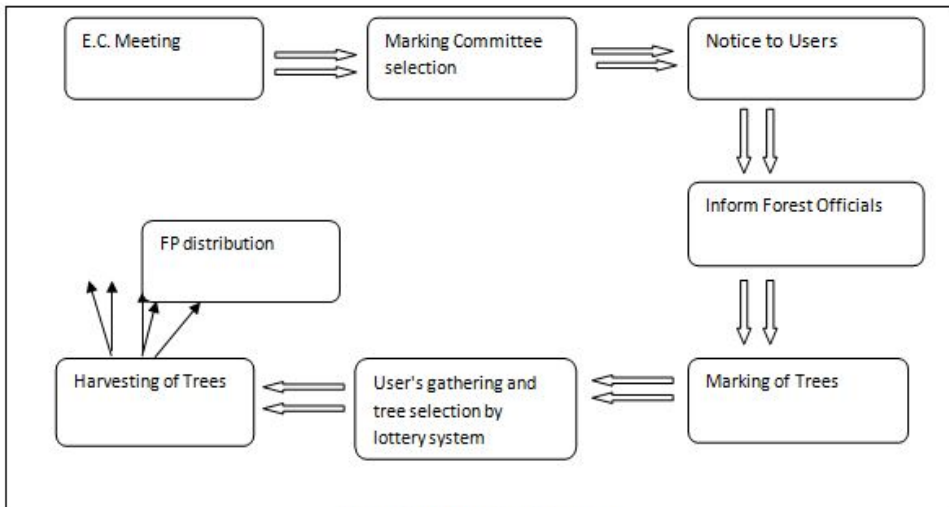 E.C. Meeting
Marking Committee
selection
Notice to Users
Inform Forest Officials
Marking of Trees
User's gathering and
tree selection by
lottery system
Harvesting of Trees
FP distribution